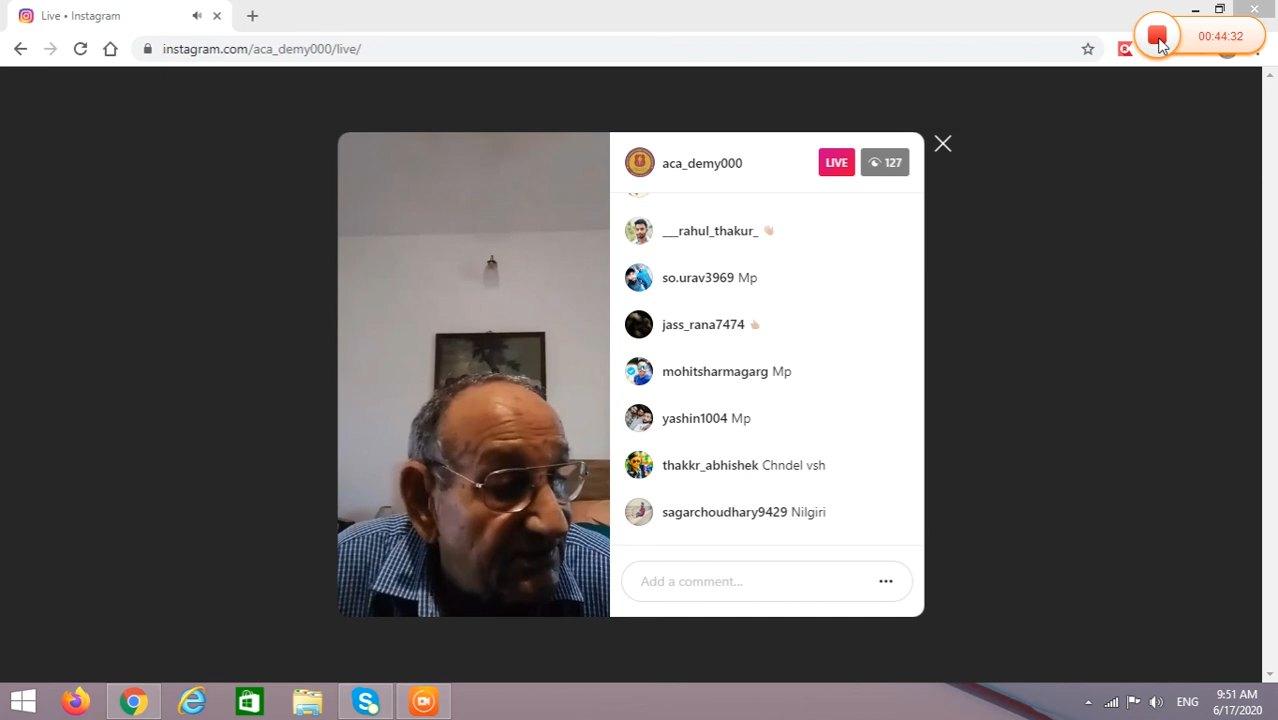 Live • Instagram
00:44:32
instagram.com/aca_demy000/live/
aca_demy000
LIVE
127
___rahul_thakur_
so.urav3969 Mp
jass_rana7474
mohitsharmagarg Mp
yashin1004 Mp
thakkr_abhishek Chndel vsh
sagarchoudhary9429 Nilgiri
Add a comment...
ENG
9:51 AM
6/17/2020